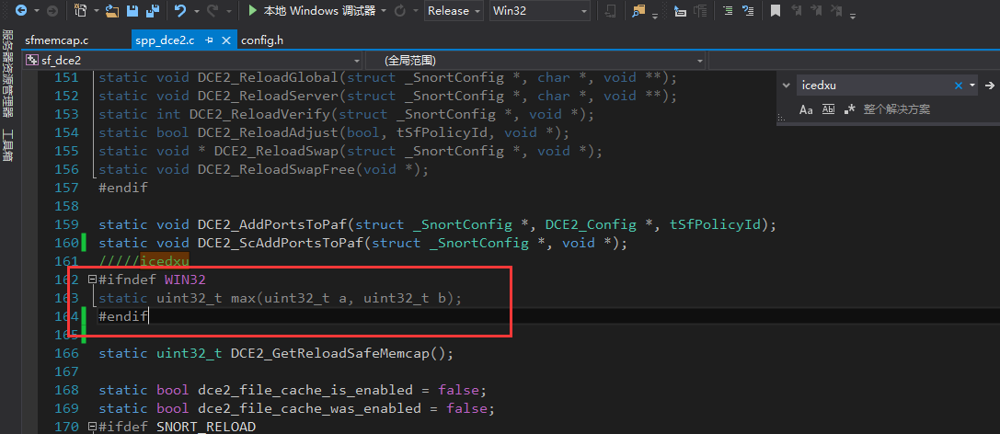 本地 Windows 调试器 Release Win32
sfmemcap.c spp_dce2.c config.h
sf_dce2 (全局范围)
服务器资源管理器
工具箱
icedxu
Aa Ab .* 整个解决方案
151 static void DCE2_ReloadGlobal(struct _SnortConfig *, char *, void **);
152 static void DCE2_ReloadServer(struct _SnortConfig *, char *, void **);
153 static int DCE2_ReloadVerify(struct _SnortConfig *, void *);
154 static bool DCE2_ReloadAdjust(bool, tSfPolicyId, void *);
155 static void * DCE2_ReloadSwap(struct _SnortConfig *, void *);
156 static void DCE2_ReloadSwapFree(void *);
157 #endif
158
159 static void DCE2_AddPortsToPaf(struct _SnortConfig *, DCE2_Config *, tSfPolicyId);
160 static void DCE2_ScAddPortsToPaf(struct _SnortConfig *, void *);
161 /////icedxu
162 #ifndef WIN32
163 static uint32_t max(uint32_t a, uint32_t b);
164 #endif
165
166 static uint32_t DCE2_GetReloadSafeMemcap();
167
168 static bool dce2_file_cache_is_enabled = false;
169 static bool dce2_file_cache_was_enabled = false;
170 #ifdef SNORT_RELOAD